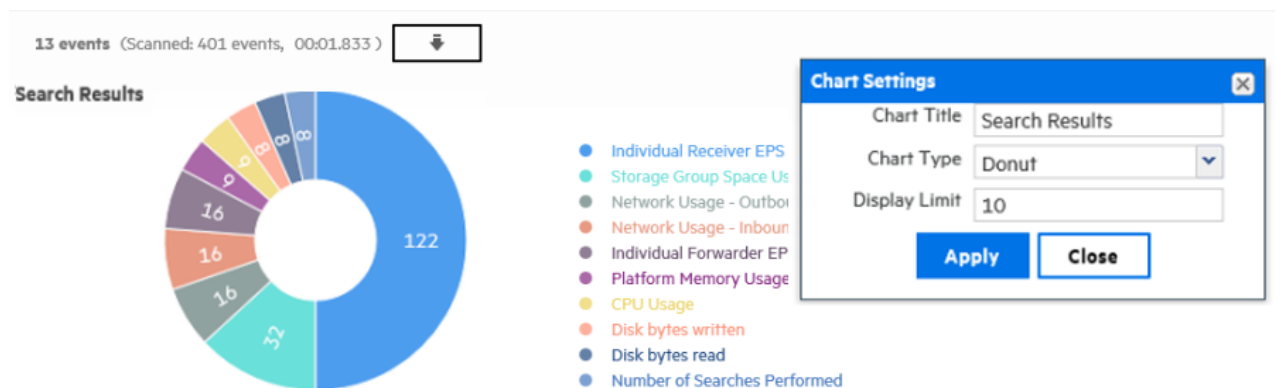 13 events (Scanned: 401 events, 00:01.833 )
Search Results
122
32
16
16
16
9
9
8
8
8
Individual Receiver EPS
Storage Group Space Us
Network Usage - Outbou
Network Usage - Inboun
Individual Forwarder EP
Platform Memory Usage
CPU Usage
Disk bytes written
Disk bytes read
Number of Searches Performed
Chart Settings
Chart Title Search Results
Chart Type Donut
Display Limit 10
Apply Close